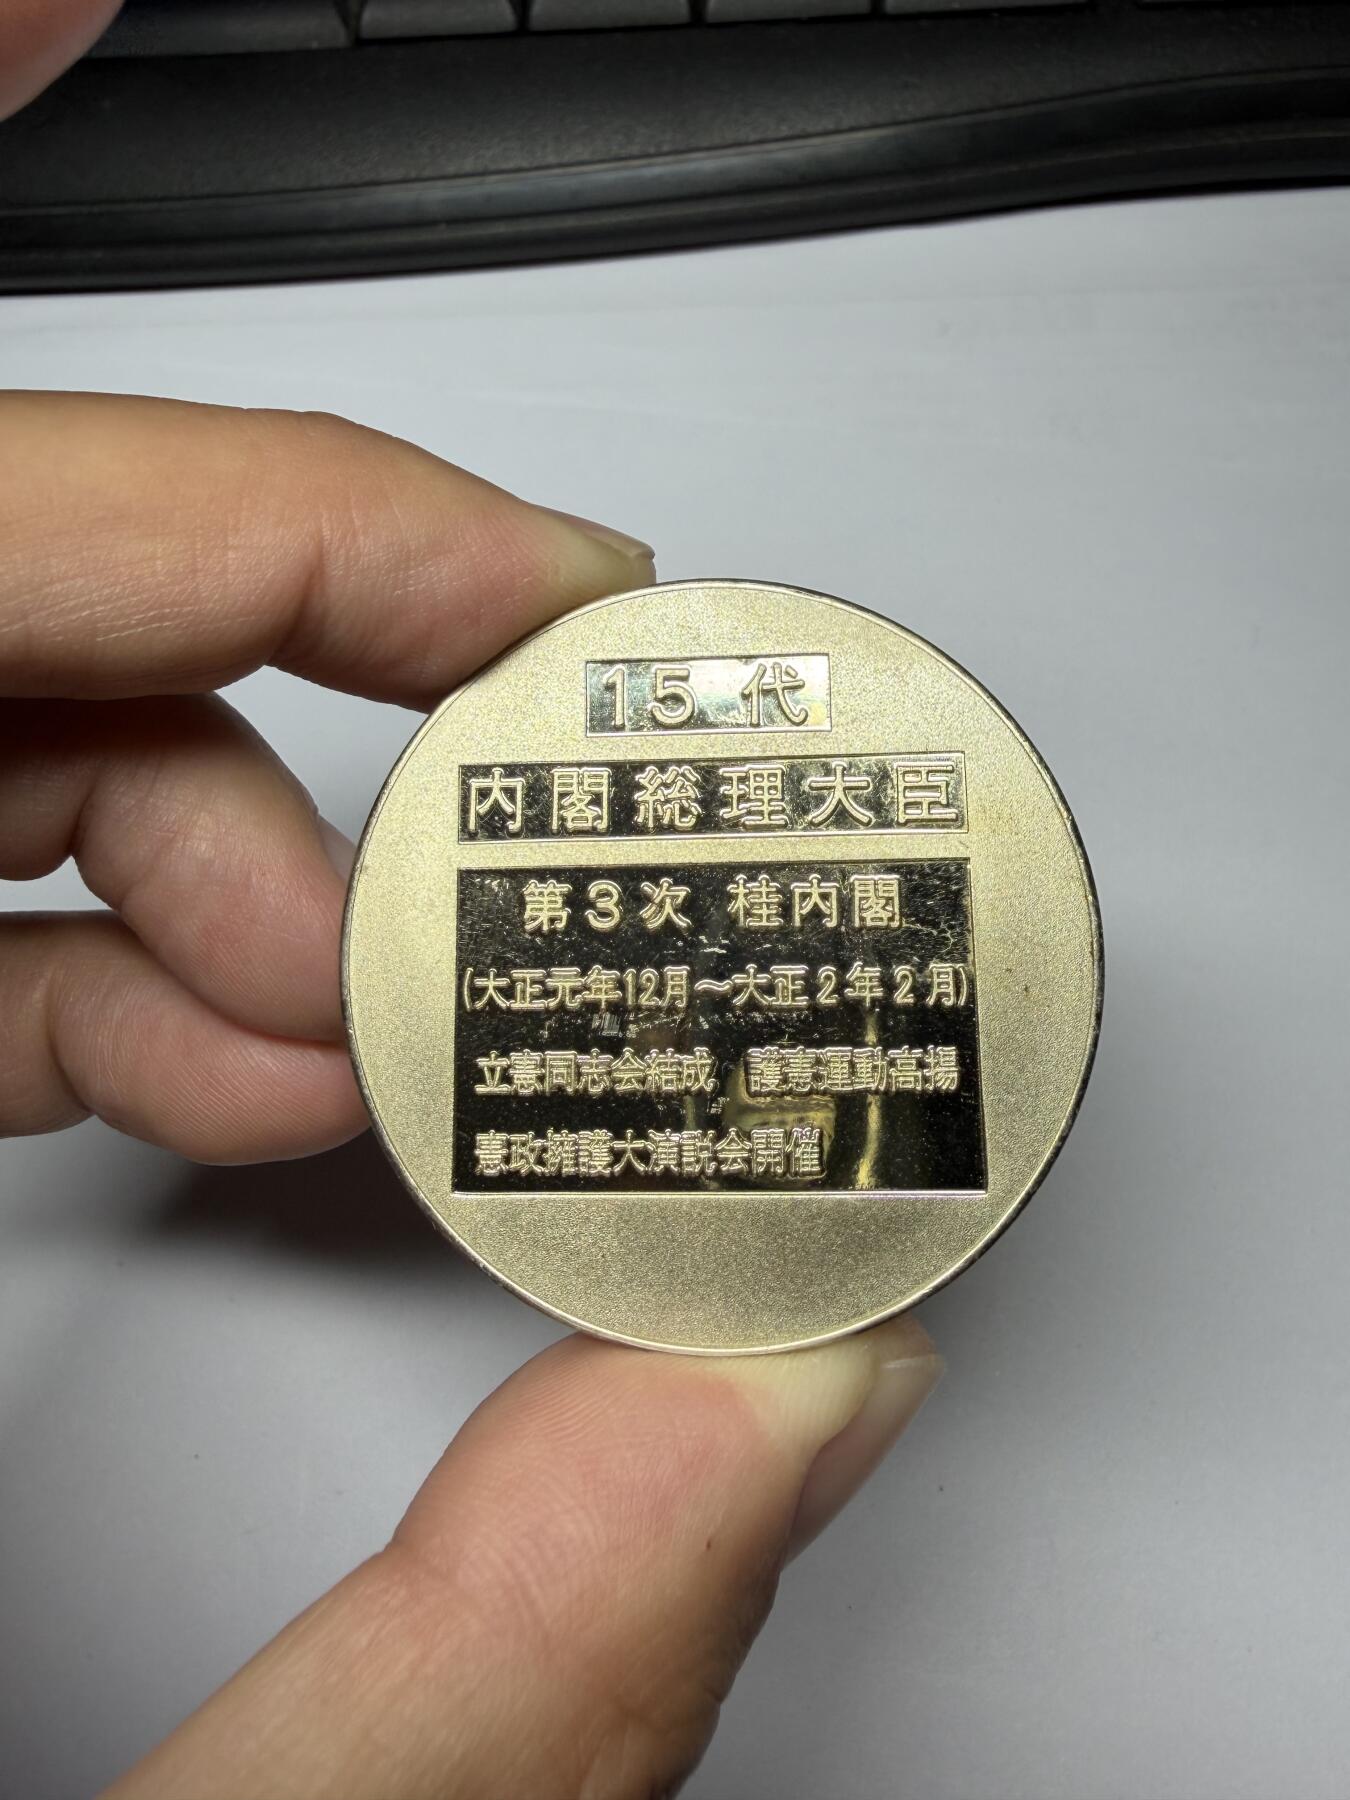 15 代
内閣総理大臣
第3次 桂内閣
(大正元年12月〜大正2年2月)
立憲同志会結成 護憲運動高揚
憲政擁護大演説会開催